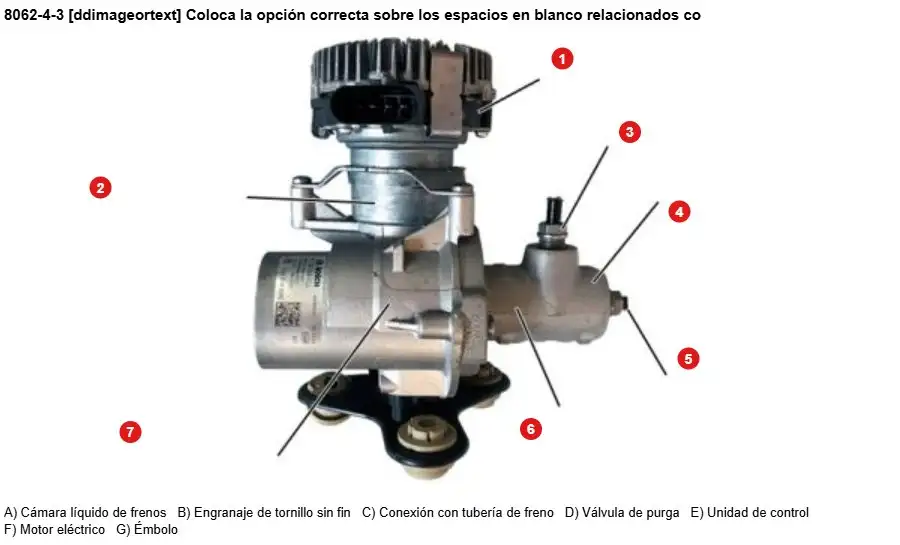 8062-4-3 [ddimageortext] Coloca la opción correcta sobre los espacios en blanco relacionados co
1
3
2
4
BOSCH
5
6
7
A) Cámara líquido de frenos B) Engranaje de tornillo sin fin C) Conexión con tubería de freno D) Válvula de purga E) Unidad de control
F) Motor eléctrico G) Émbolo